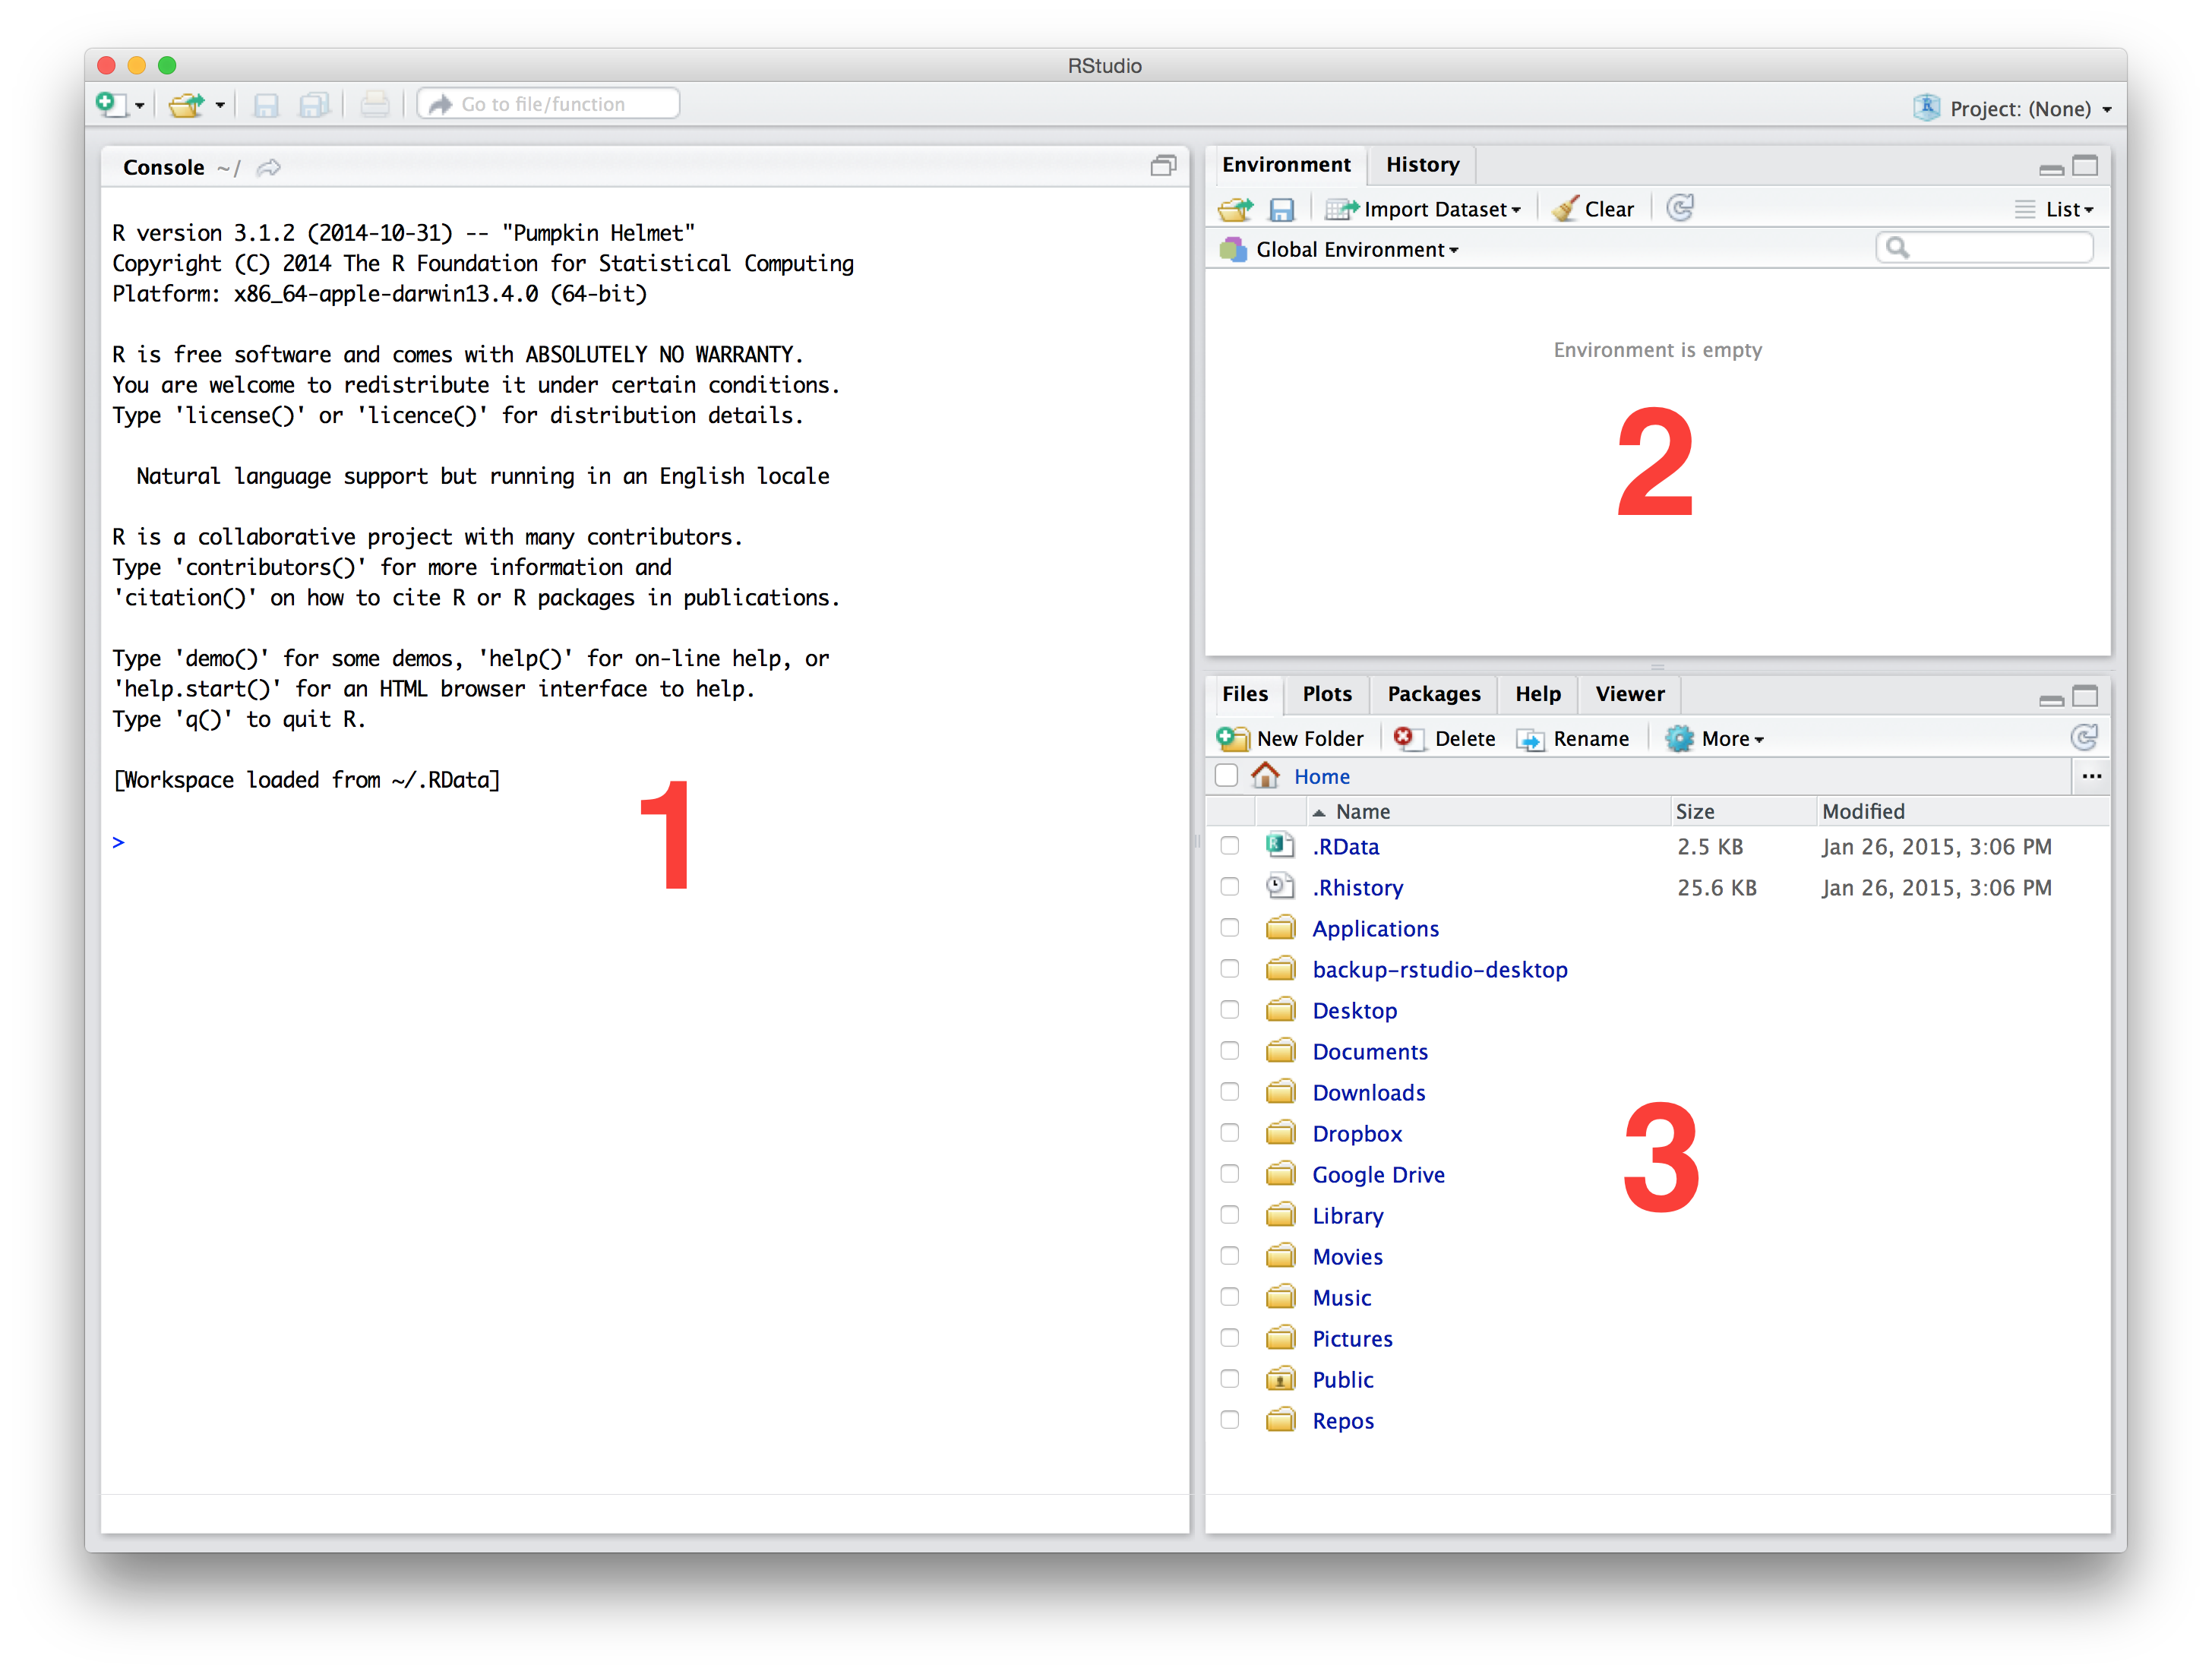 RStudio
Go to file/function
Project: (None)
Console ~/
R version 3.1.2 (2014-10-31) -- "Pumpkin Helmet"
Copyright (C) 2014 The R Foundation for Statistical Computing
Platform: x86_64-apple-darwin13.4.0 (64-bit)
R is free software and comes with ABSOLUTELY NO WARRANTY.
You are welcome to redistribute it under certain conditions.
Type 'license()' or 'licence()' for distribution details.
Natural language support but running in an English locale
R is a collaborative project with many contributors.
Type 'contributors()' for more information and
'citation()' on how to cite R or R packages in publications.
Type 'demo()' for some demos, 'help()' for on-line help, or
'help.start()' for an HTML browser interface to help.
Type 'q()' to quit R.
[Workspace loaded from ~/.RData]
>
1
Environment History
Import Dataset Clear List
Global Environment
Environment is empty
2
Files Plots Packages Help Viewer
New Folder Delete Rename More
Home ...
Name Size Modified
.RData 2.5 KB Jan 26, 2015, 3:06 PM
.Rhistory 25.6 KB Jan 26, 2015, 3:06 PM
Applications
backup-rstudio-desktop
Desktop
Documents
Downloads
Dropbox
Google Drive
Library
Movies
Music
Pictures
Public
Repos
3